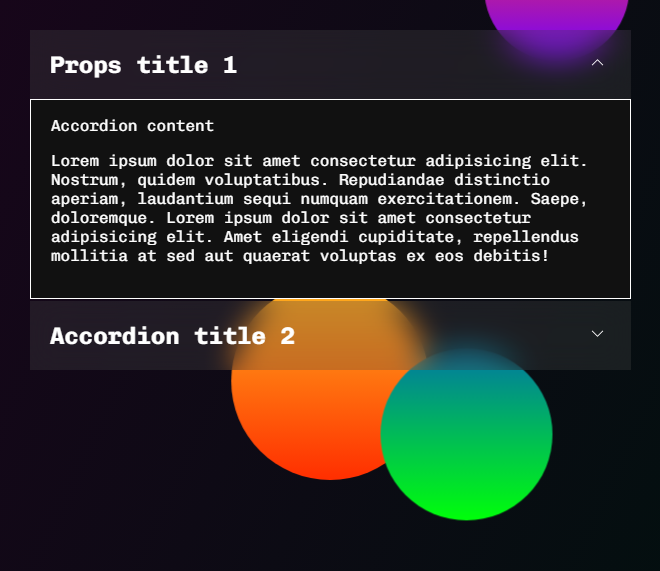 Props title 1
Accordion content
Lorem ipsum dolor sit amet consectetur adipisicing elit.
Nostrum, quidem voluptatibus. Repudiandae distinctio
aperiam, laudantium sequi numquam exercitationem. Saepe,
doloremque. Lorem ipsum dolor sit amet consectetur
adipisicing elit. Amet eligendi cupiditate, repellendus
mollitia at sed aut quaerat voluptas ex eos debitis!
Accordion title 2